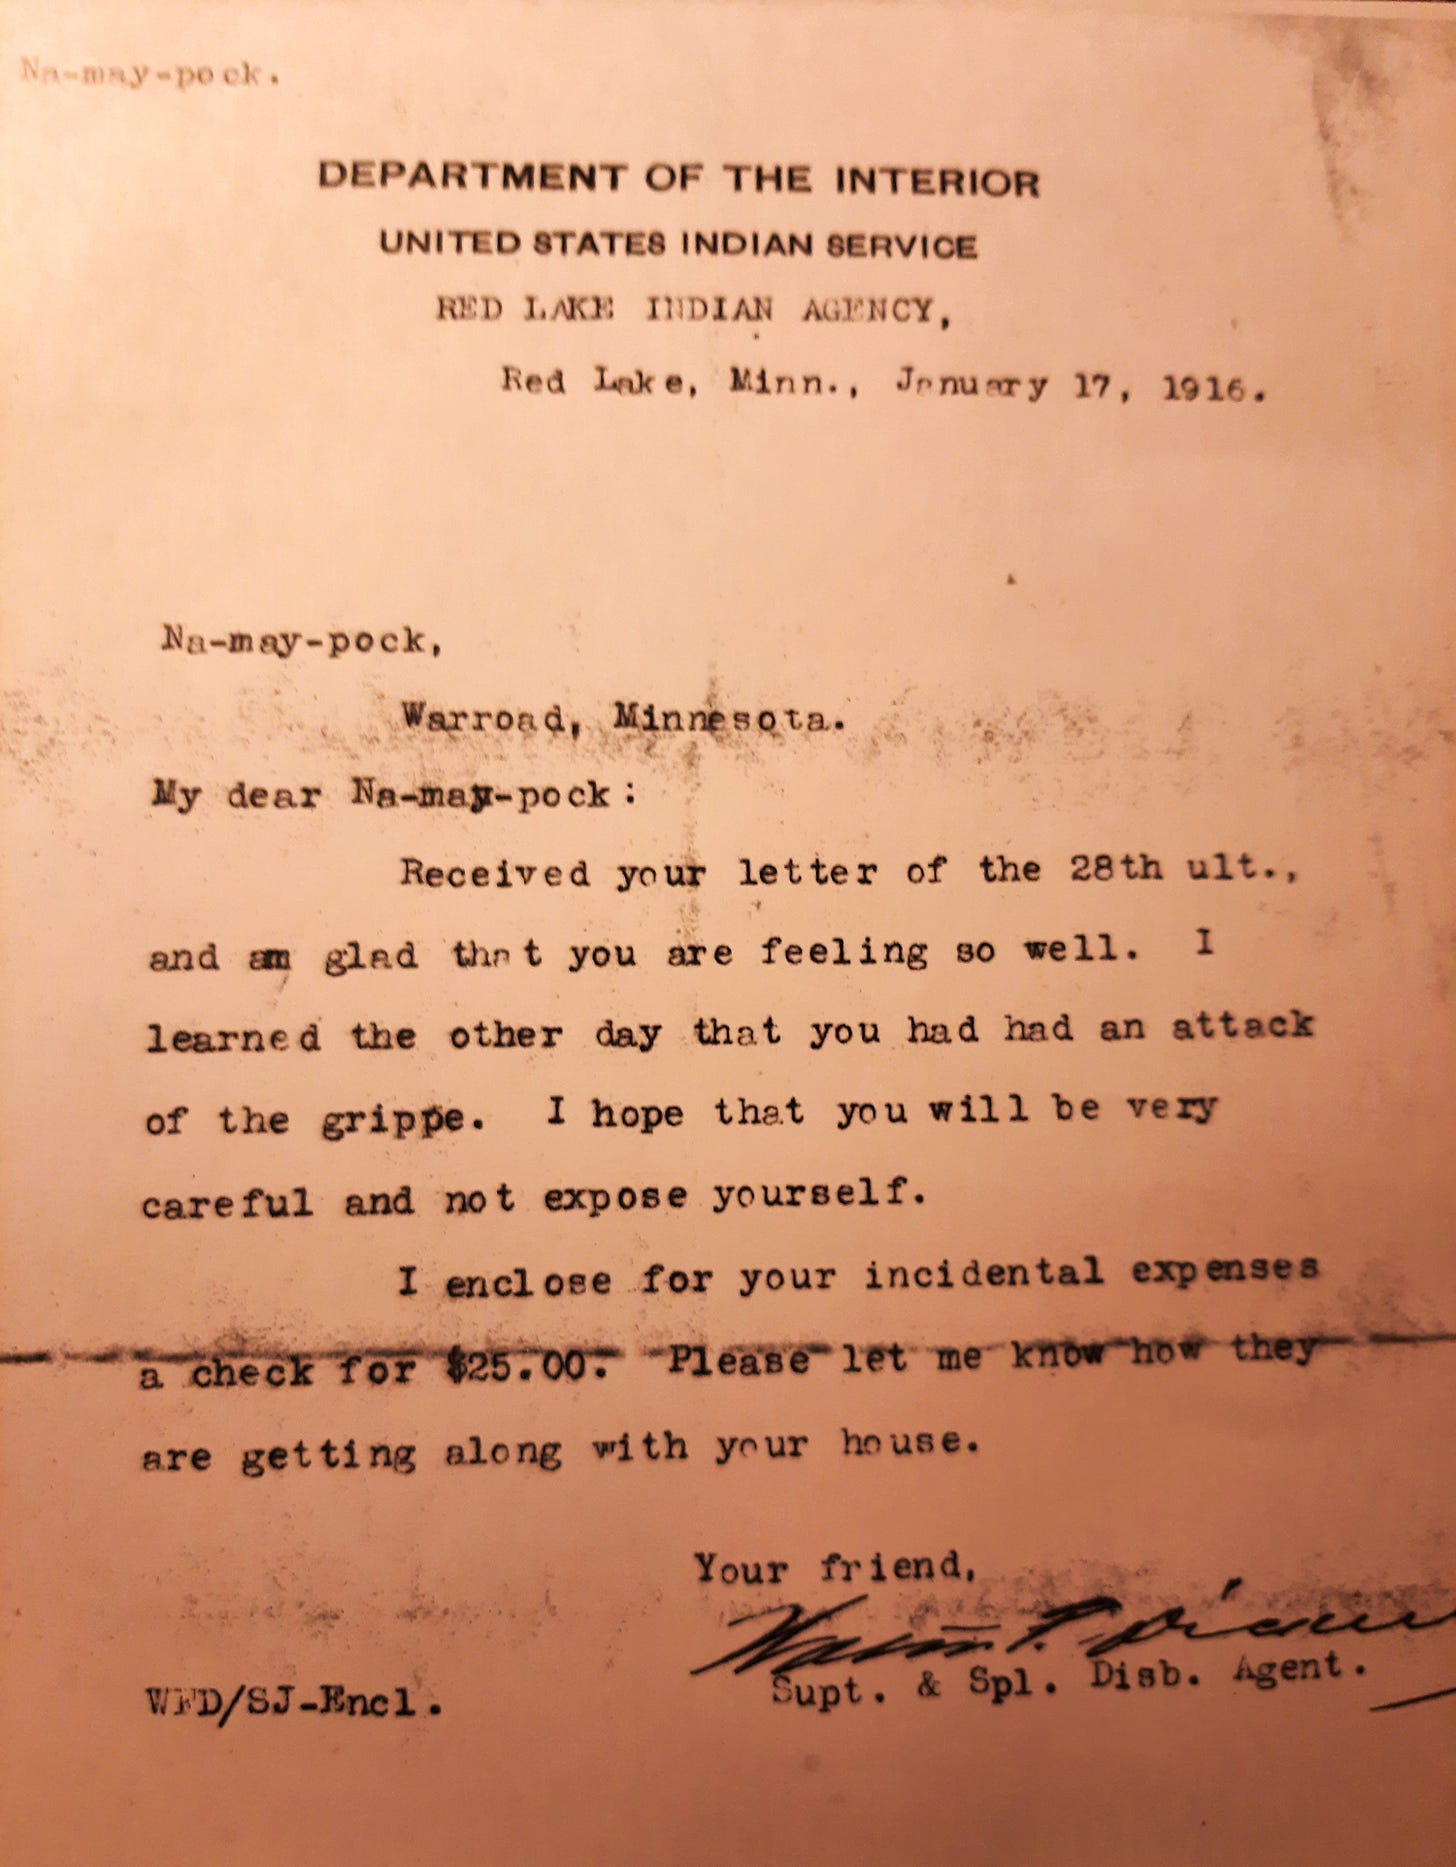 Na-may-pock.
DEPARTMENT OF THE INTERIOR
UNITED STATES INDIAN SERVICE
RED LAKE INDIAN AGENCY,
Red Lake, Minn., January 17, 1916.
Na-may-pock,
Warroad, Minnesota.
My dear Na-may-pock:
Received your letter of the 28th ult.,
and am glad that you are feeling so well. I
learned the other day that you had had an attack
of the grippe. I hope that you will be very
careful and not expose yourself.
I enclose for your incidental expenses
a check for $25.00. Please let me know how they
are getting along with your house.
Your friend,
Supt. & Spl. Disb. Agent.
WFD/SJ-Encl.